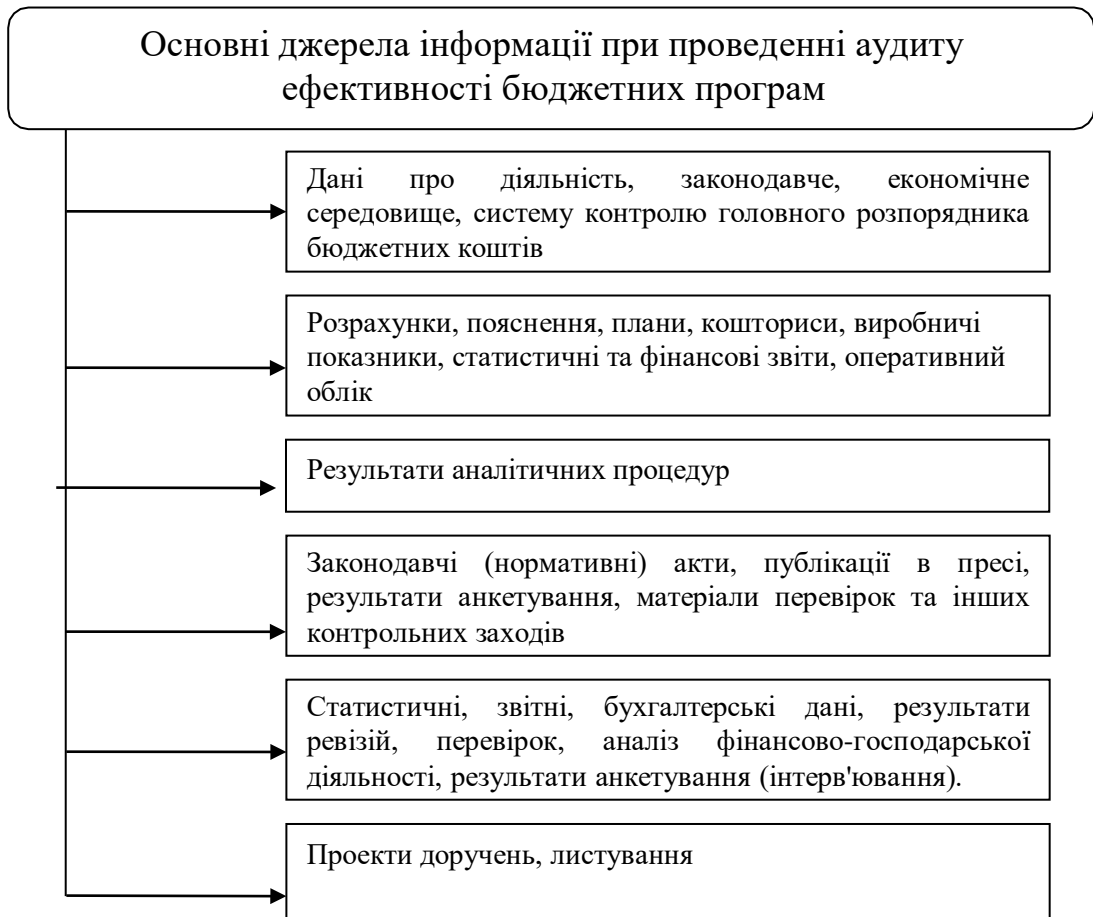 Основні джерела інформації при проведенні аудиту
ефективності бюджетних програм
Дані про діяльність, законодавче, економічне
середовище, систему контролю головного розпорядника
бюджетних коштів
Розрахунки, пояснення, плани, кошториси, виробничі
показники, статистичні та фінансові звіти, оперативний
облік
Результати аналітичних процедур
Законодавчі (нормативні) акти, публікації в пресі,
результати анкетування, матеріали перевірок та інших
контрольних заходів
Статистичні, звітні, бухгалтерські дані, результати
ревізій, перевірок, аналіз фінансово-господарської
діяльності, результати анкетування (інтерв'ювання).
Проекти доручень, листування